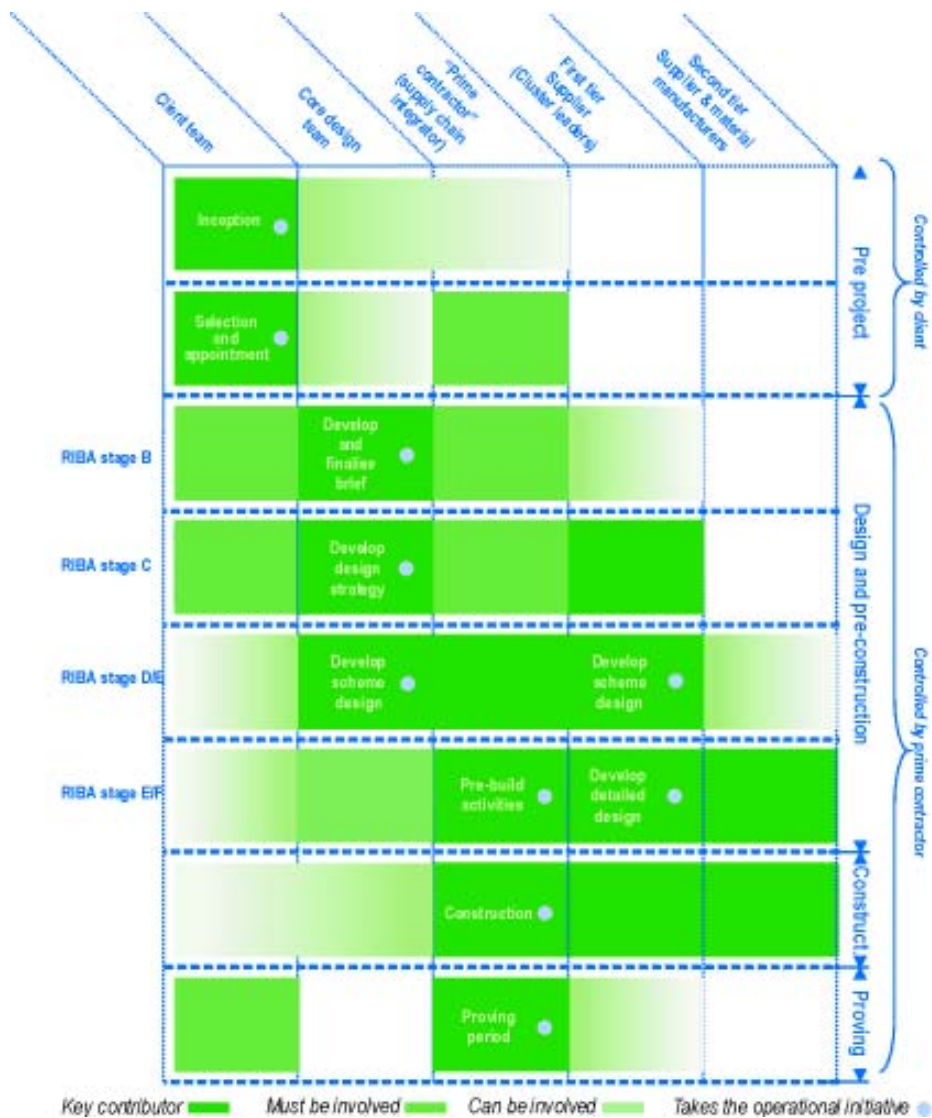 Client team
Core design
team
"Prime
contractor"
(supply chain
integrator)
First tier
Supplier
(Cluster leaders)
Second tier
Supplier & material
manufacturers
Inception
Selection
and
appointment
Pre project
Controlled by client
RIBA stage B
Develop
and
finalise
brief
RIBA stage C
Develop
design
strategy
RIBA stage D/E
Develop
scheme
design
Develop
scheme
design
RIBA stage E/F
Pre-build
activities
Develop
detailed
design
Design and pre-construction
Controlled by prime contractor
Construction
Construct.
Proving
period
Proving
Key contributor
Must be involved
Can be involved
Takes the operational initiative